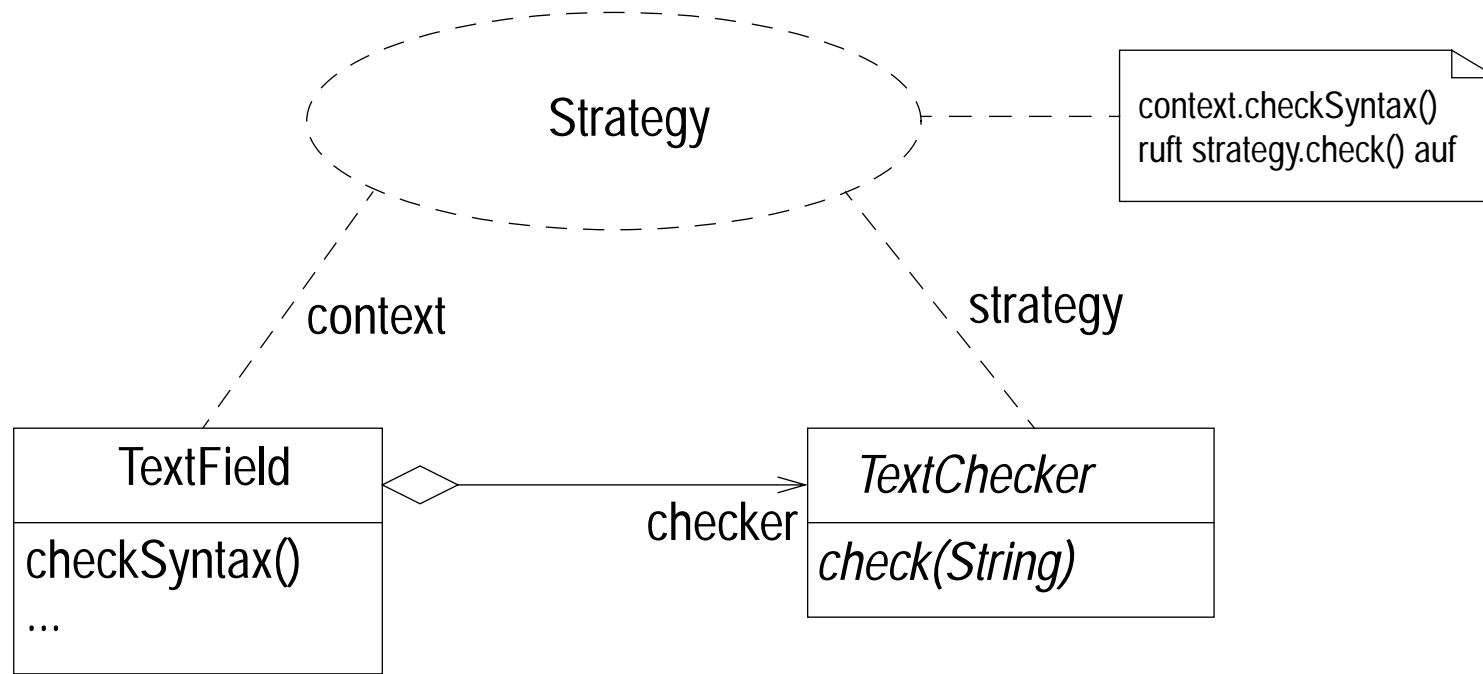 Strategy
context.checkSyntax()
ruft strategy.check() auf
context
strategy
TextField
TextChecker
checker
checkSyntax()
check(String)
...